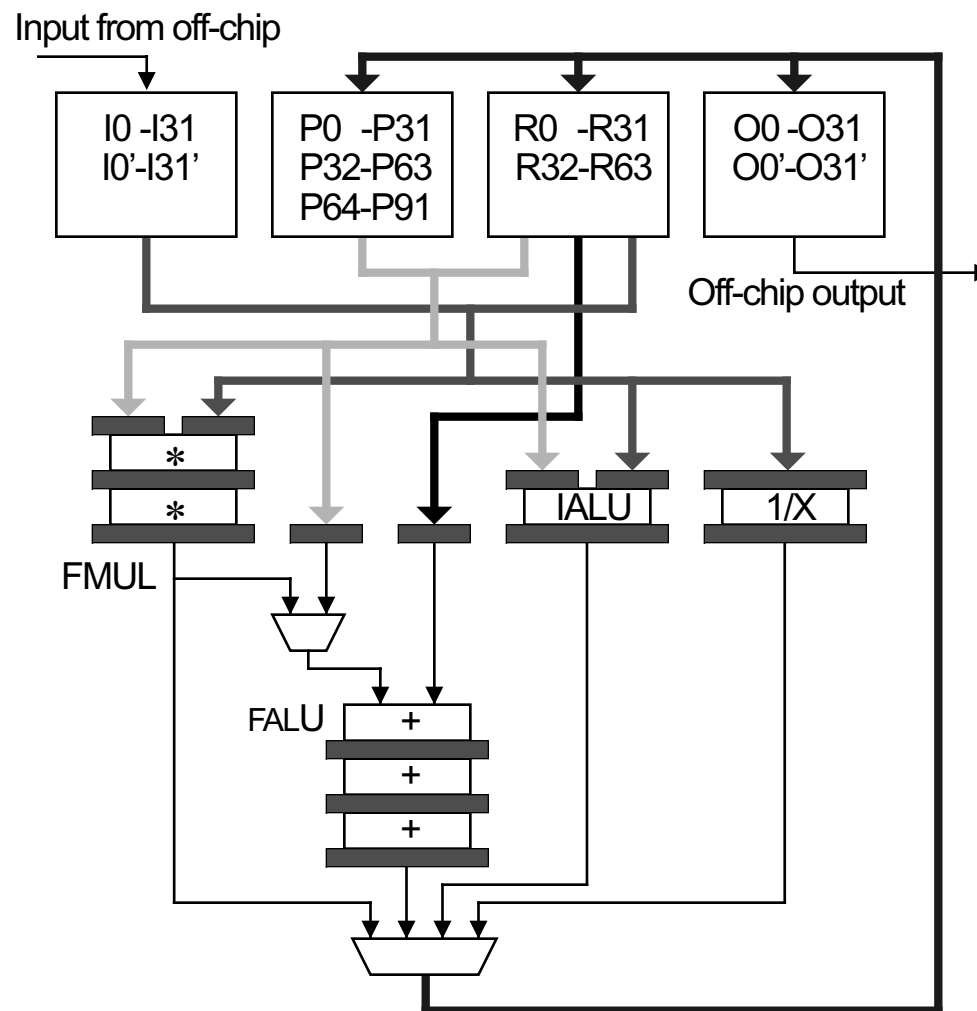 Input from off-chip
I0 -I31
I0'-I31'
P0 -P31
P32-P63
P64-P91
R0 -R31
R32-R63
O0 -O31
O0'-O31'
Off-chip output
*
*
IALU
1/X
FMUL
FALU
+
+
+